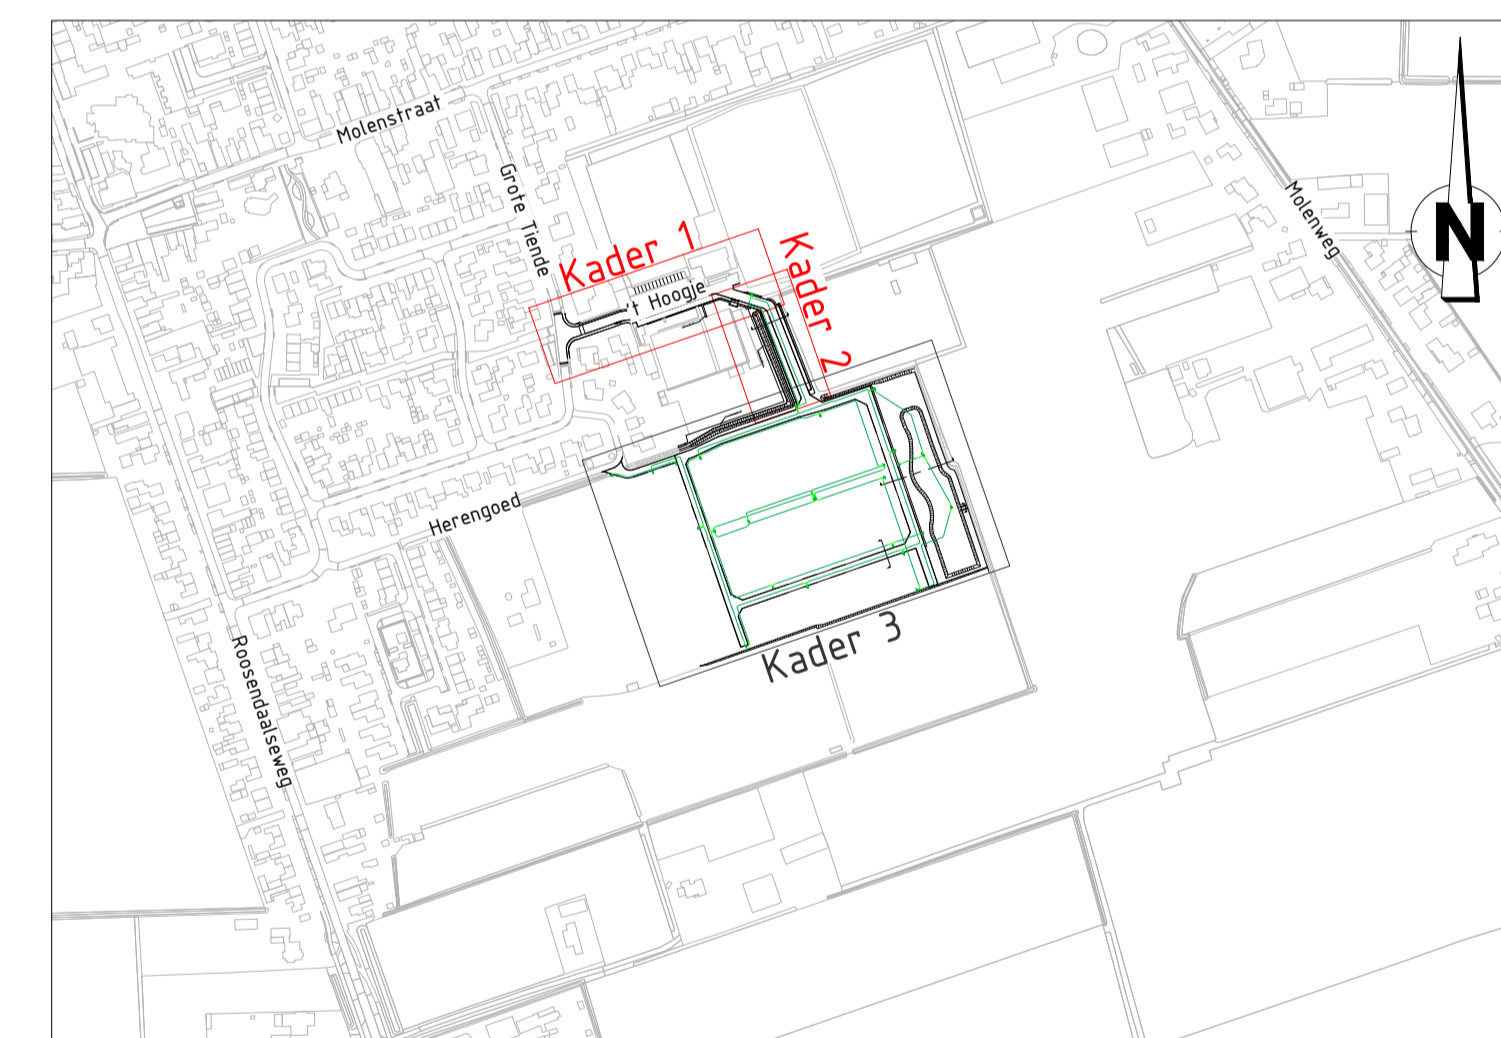 Molenstraat
Grote Tiende
Molenweg
N
Kader 1
Kader 2
't Hoogje
Herengoed
Kader 3
Roosendaalseweg